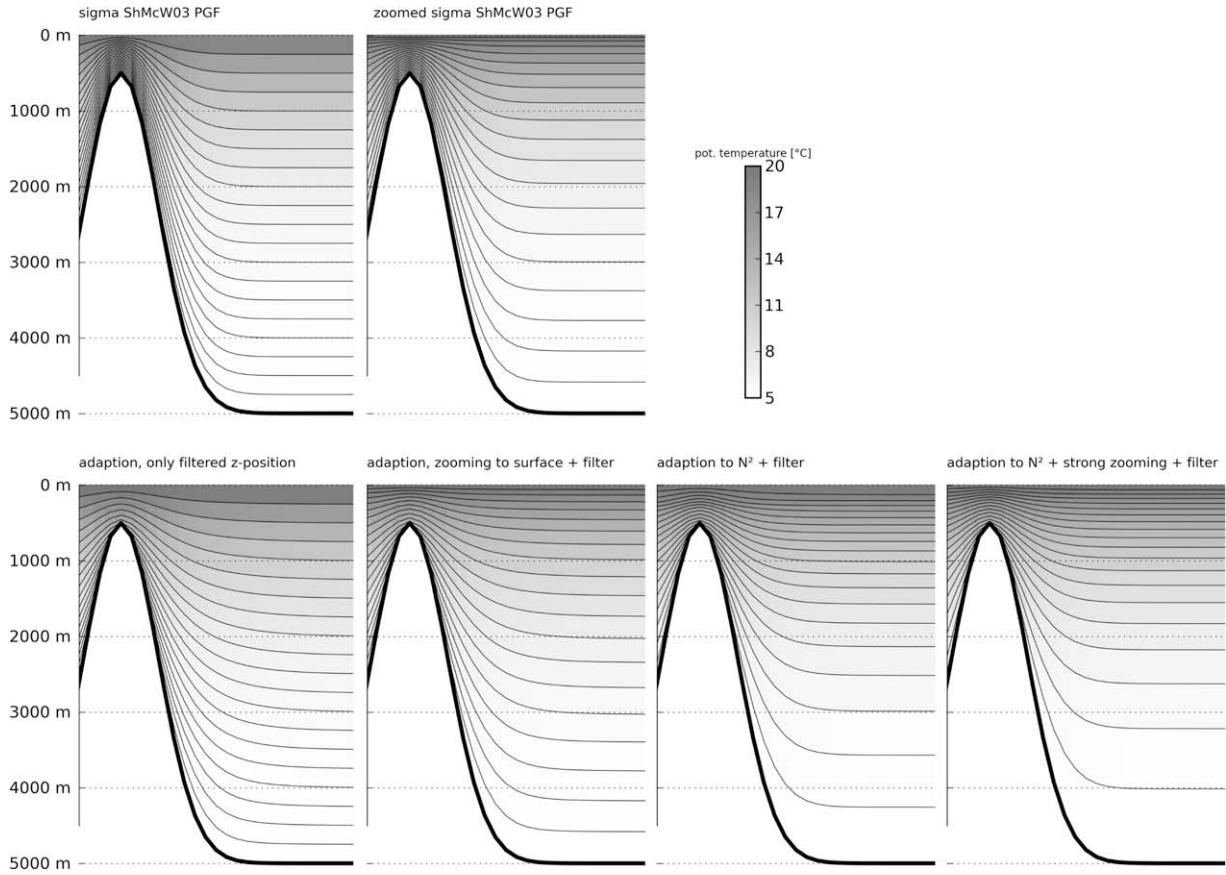 sigma ShMcW03 PGF
zoomed sigma ShMcW03 PGF
0 m
1000 m
2000 m
3000 m
4000 m
5000 m
pot. temperature [°C]
20
17
14
11
8
5
adaption, only filtered z-position
adaption, zooming to surface + filter
adaption to N² + filter
adaption to N² + strong zooming + filter
0 m
1000 m
2000 m
3000 m
4000 m
5000 m